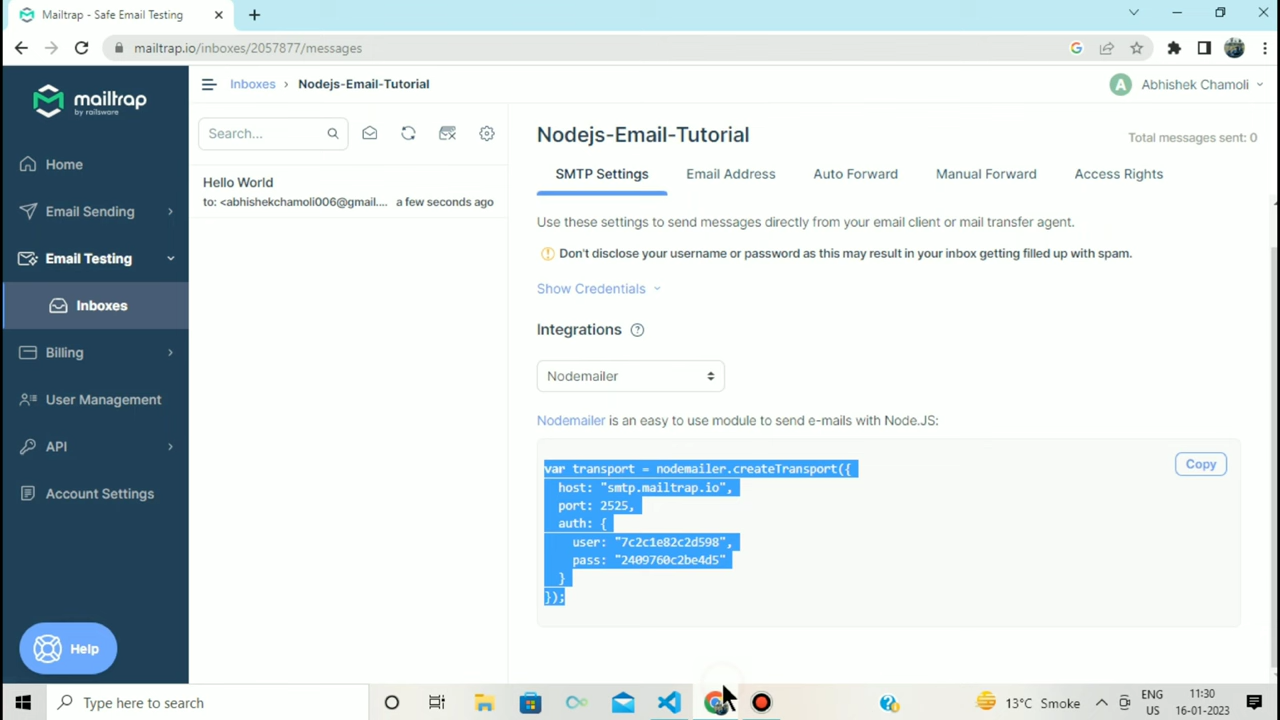 Mailtrap - Safe Email Testing
mailtrap.io/inboxes/2057877/messages
mailtrap
by railsware
Inboxes › Nodejs-Email-Tutorial
A Abhishek Chamoli
Home
Email Sending
Email Testing
Inboxes
Billing
User Management
API
Account Settings
Help
Search...
Hello World
to: <abhishekchamoli006@gmail.... a few seconds ago
Nodejs-Email-Tutorial
Total messages sent: 0
SMTP Settings Email Address Auto Forward Manual Forward Access Rights
Use these settings to send messages directly from your email client or mail transfer agent.
Don't disclose your username or password as this may result in your inbox getting filled up with spam.
Show Credentials
Integrations ?
Nodemailer
Nodemailer is an easy to use module to send e-mails with Node.JS:
Copy
var transport = nodemailer.createTransport({
host: "smtp.mailtrap.io",
port: 2525,
auth: {
user: "7c2c1e82c2d598",
pass: "2409760c2be4d5"
}
});
Type here to search
13°C Smoke
ENG
US
11:30
16-01-2023